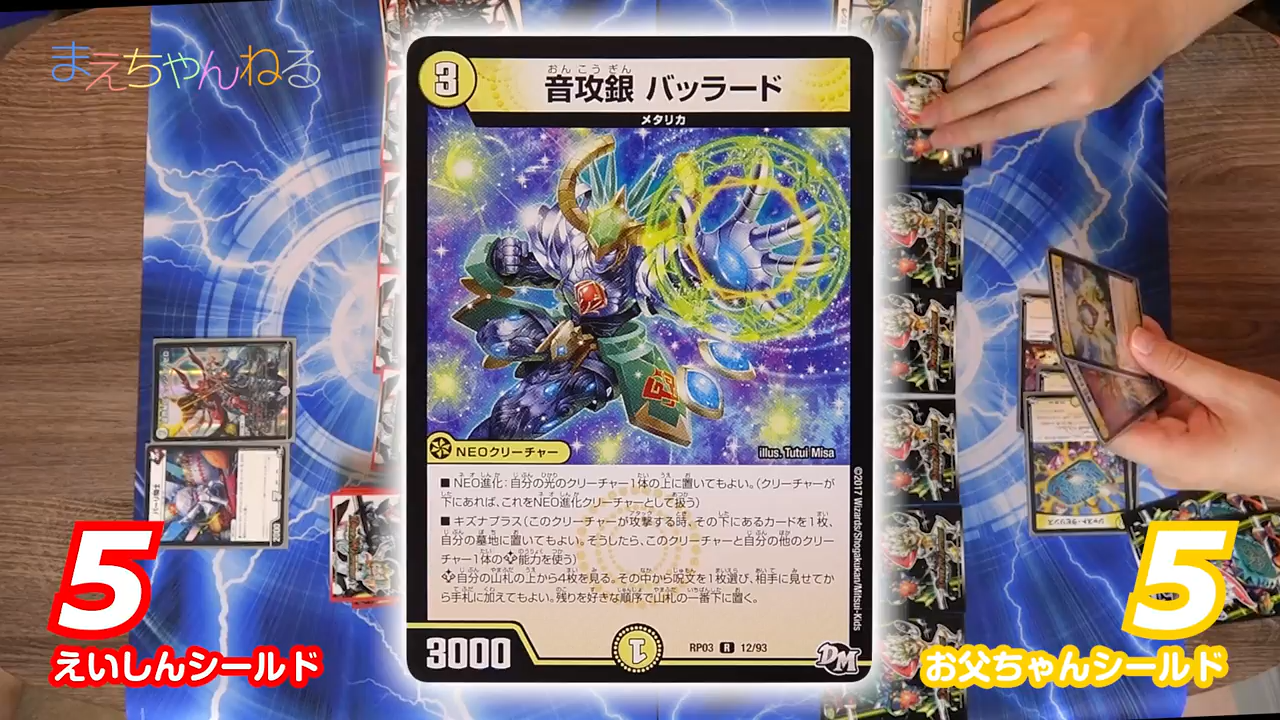 まえちゃんねる
3
おんこうぎん
音攻銀 バッラード
メタリカ
NEOクリーチャー
illus. Tutui Misa
■ NEO進化：自分の光のクリーチャー1体の上に置いてもよい。（クリーチャーが
下にあれば、これをNEO進化クリーチャーとして扱う）
■ キズナプラス（このクリーチャーが攻撃する時、その下にあるカードを1枚、
自分の墓地に置いてもよい。そうしたら、このクリーチャーと自分の他のクリー
チャー1体の能力を使う）
自分の山札の上から4枚を見る。その中から呪文を1枚選び、相手に見せてか
ら手札に加えてもよい。残りを好きな順序で山札の一番下に置く。
©2017 Wizards/Shogakukan/Mitsui-Kids
3000
1
RP03 R 12/93
DM
ジャスト・ラビリンス
5
えいしんシールド
5
お父ちゃんシールド